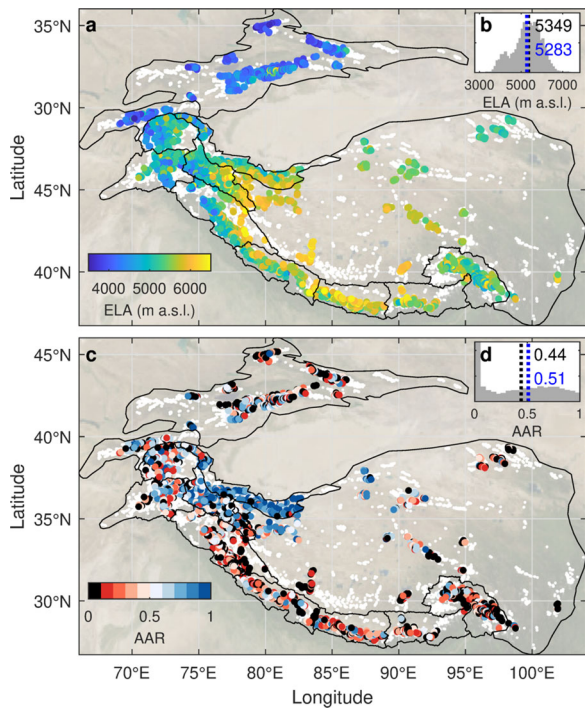 a
b
5349
5283
3000 5000 7000
ELA (m a.s.l.)
35°N
30°N
45°N
40°N
Latitude
4000 5000 6000
ELA (m a.s.l.)
c
d
0.44
0.51
0 0.5 1
AAR
45°N
40°N
35°N
30°N
Latitude
0 0.5 1
AAR
70°E 75°E 80°E 85°E 90°E 95°E 100°E
Longitude